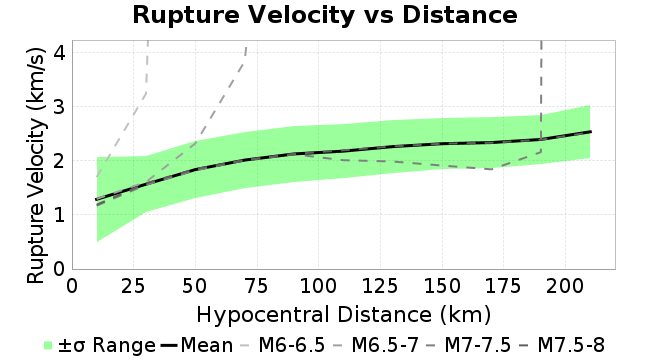 Rupture Velocity vs Distance
Rupture Velocity (km/s)
4
3
2
1
0
0 25 50 75 100 125 150 175 200
Hypocentral Distance (km)
±σ Range Mean M6-6.5 M6.5-7 M7-7.5 M7.5-8